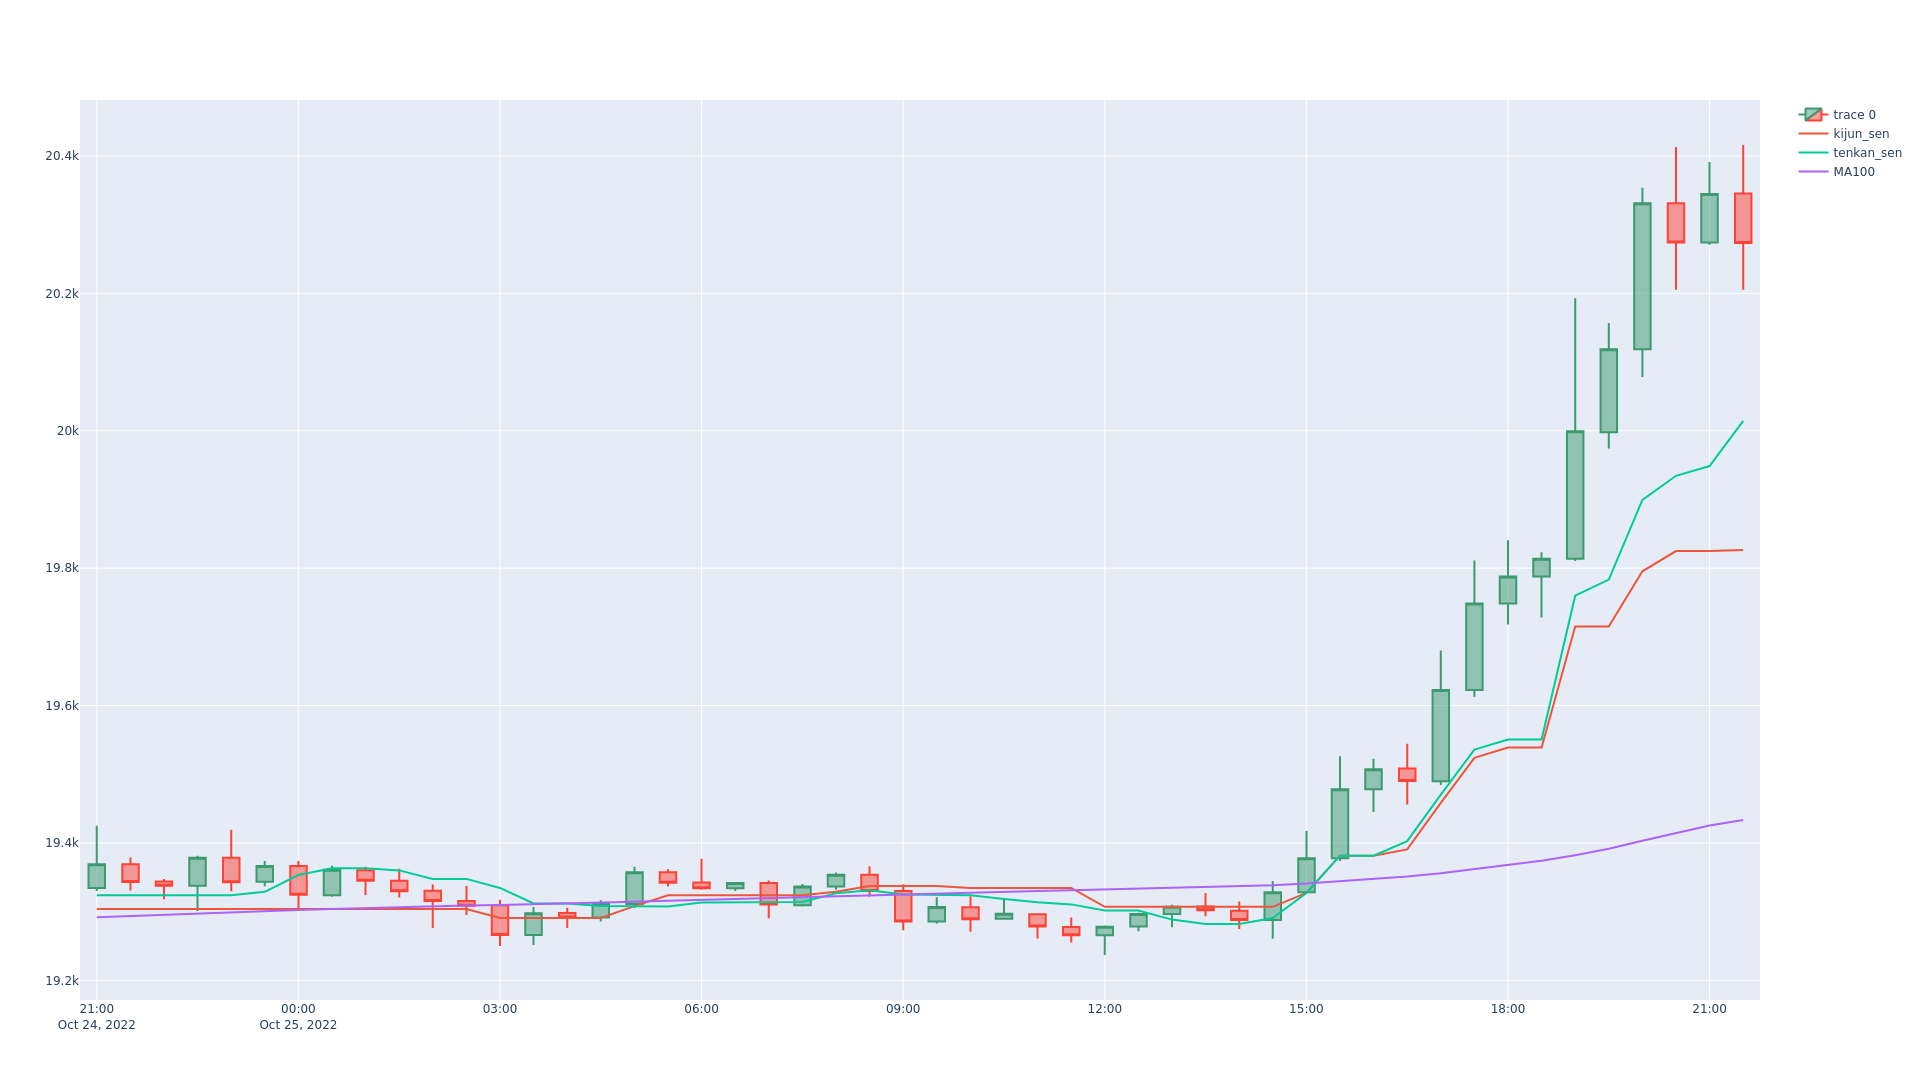 trace 0
kijun_sen
tenkan_sen
MA100
20.4k
20.2k
20k
19.8k
19.6k
19.4k
19.2k
21:00 00:00 03:00 06:00 09:00 12:00 15:00 18:00 21:00
Oct 24, 2022 Oct 25, 2022